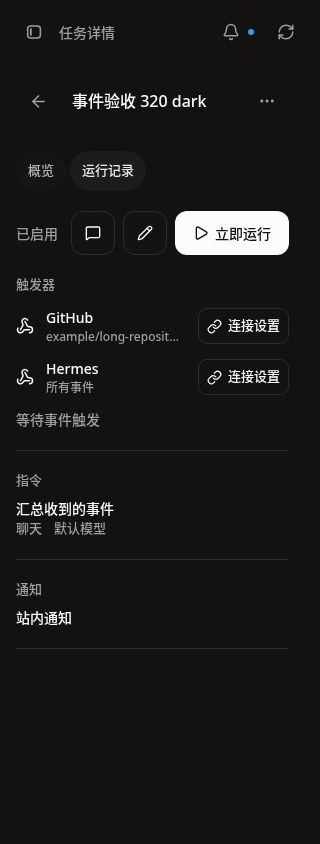 任务详情
事件验收 320 dark
概览
运行记录
已启用
立即运行
触发器
GitHub
example/long-reposit...
连接设置
Hermes
所有事件
连接设置
等待事件触发
指令
汇总收到的事件
聊天 默认模型
通知
站内通知